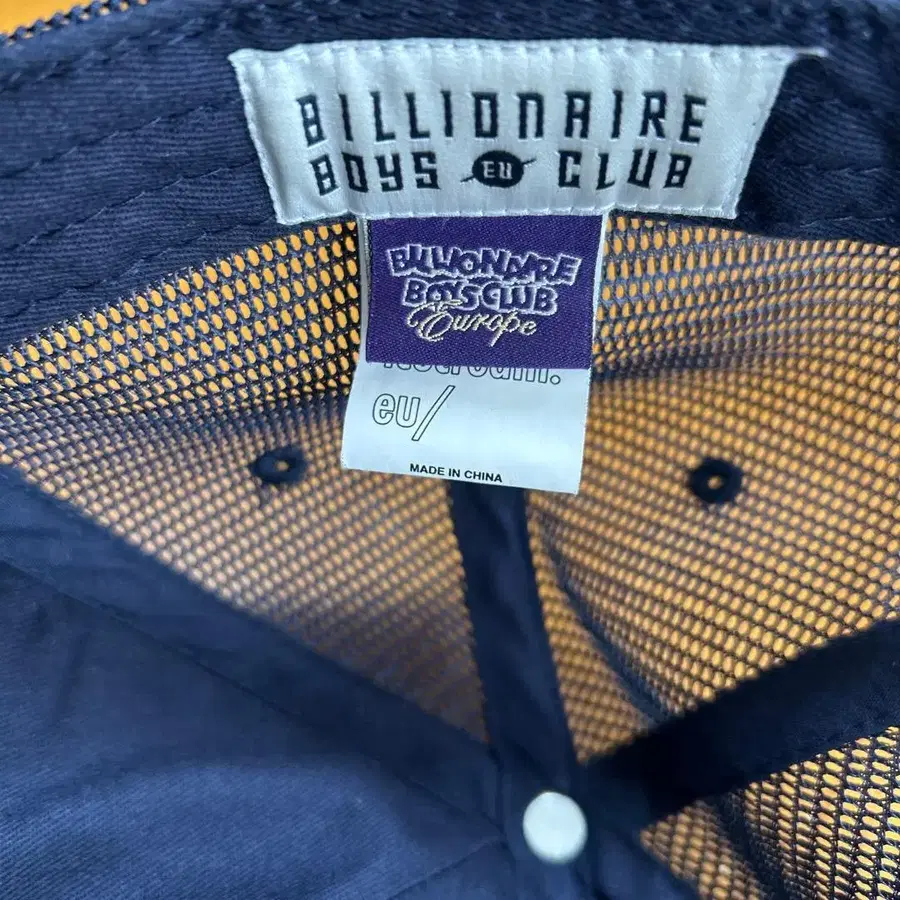 BILLIONAIRE
BOYS EU CLUB
BILLIONAIRE
BOYS CLUB
Europe
eu/
MADE IN CHINA